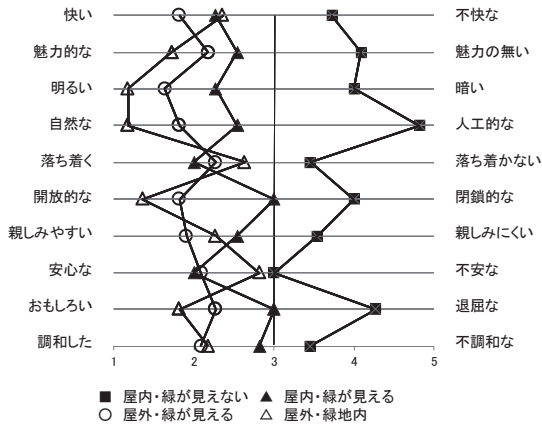 快い 不快な
魅力的な 魅力の無い
明るい 暗い
自然な 人工的な
落ち着く 落ち着かない
開放的な 閉鎖的な
親しみやすい 親しみにくい
安心な 不安な
おもしろい 退屈な
調和した 不調和な
1 2 3 4 5
屋内・緑が見えない 屋内・緑が見える
屋外・緑が見える 屋外・緑地内